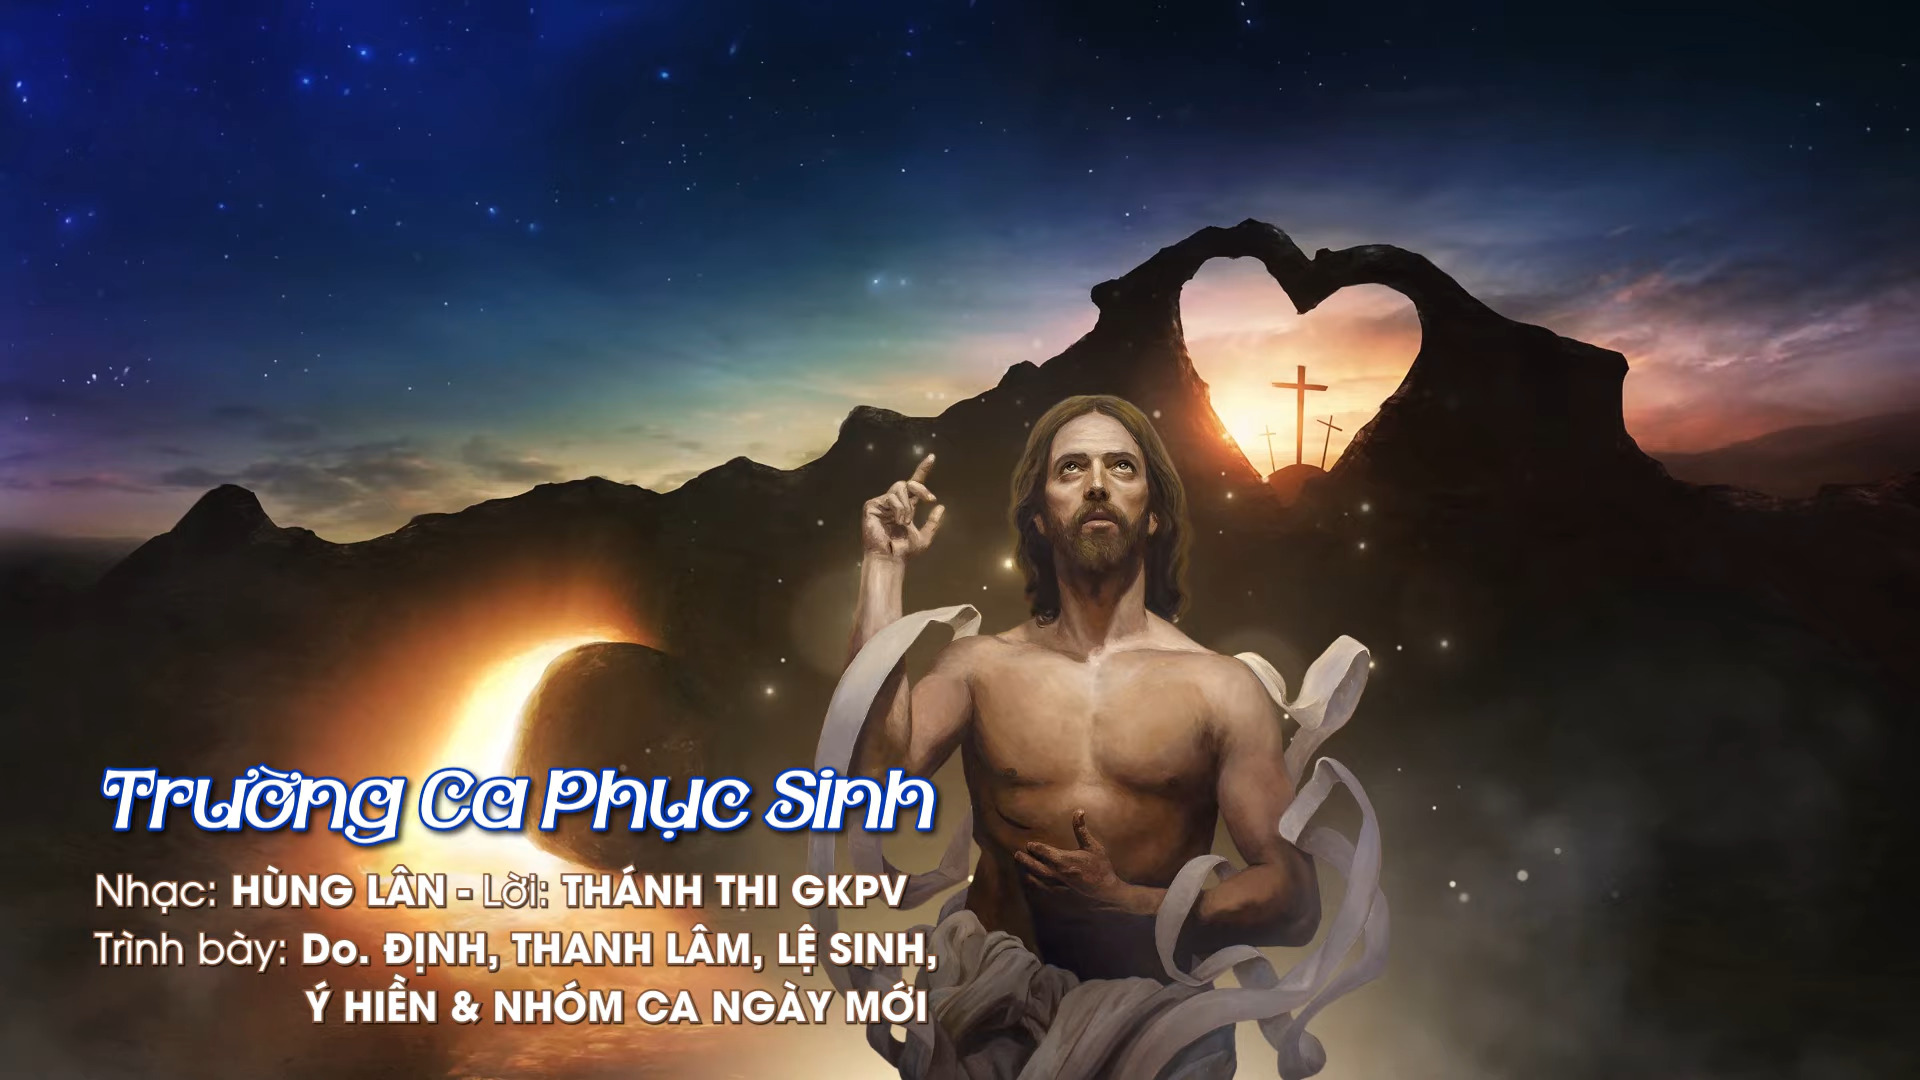 Trường Ca Phục Sinh
Nhạc: HÙNG LÂN - Lời: THÁNH THI GKPV
Trình bày: Do. ĐỊNH, THANH LÂM, LỆ SINH,
Ý HIỀN & NHÓM CA NGÀY MỚI